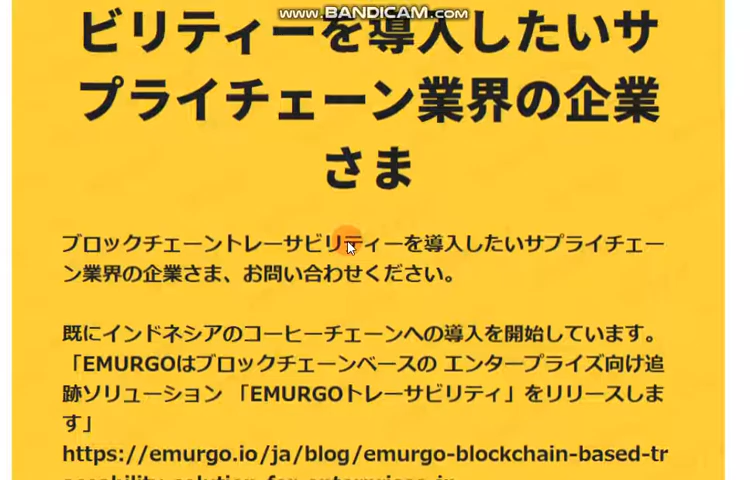 www.BANDICAM.com
ビリティーを導入したいサ
プライチェーン業界の企業
さま
ブロックチェーントレーサビリティーを導入したいサプライチェー
ン業界の企業さま、お問い合わせください。
既にインドネシアのコーヒーチェーンへの導入を開始しています。
「EMURGOはブロックチェーンベースの エンタープライズ向け追
跡ソリューション 「EMURGOトレーサビリティ」をリリースしま
す」
https://emurgo.io/ja/blog/emurgo-blockchain-based-tr